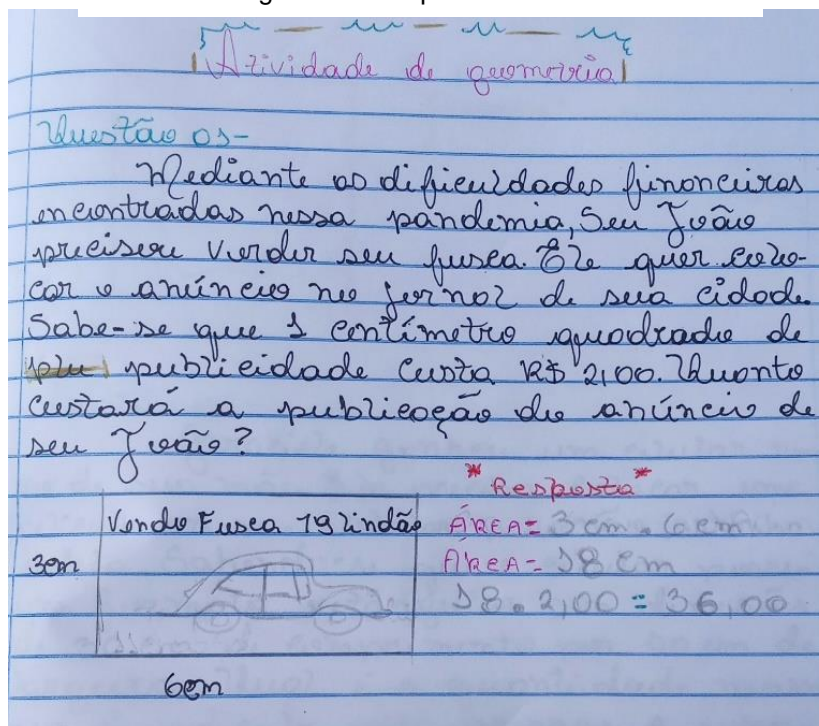 Atividade de geometria
Questão 01-
Mediante as dificuldades financeiras
encontradas nessa pandemia, Seu João
precisou vender seu fusca. Ele quer colo-
car o anúncio no jornal de sua cidade.
Sabe-se que 1 centímetro quadrado de
publicidade custa R$ 2,00. Quanto
custará a publicação do anúncio de
seu João?
*Resposta*
Vendo Fusca 79 lindão
ÁREA= 3 cm . 6 cm
3cm
ÁREA= 18 cm
18 . 2,00 = 36,00
6cm